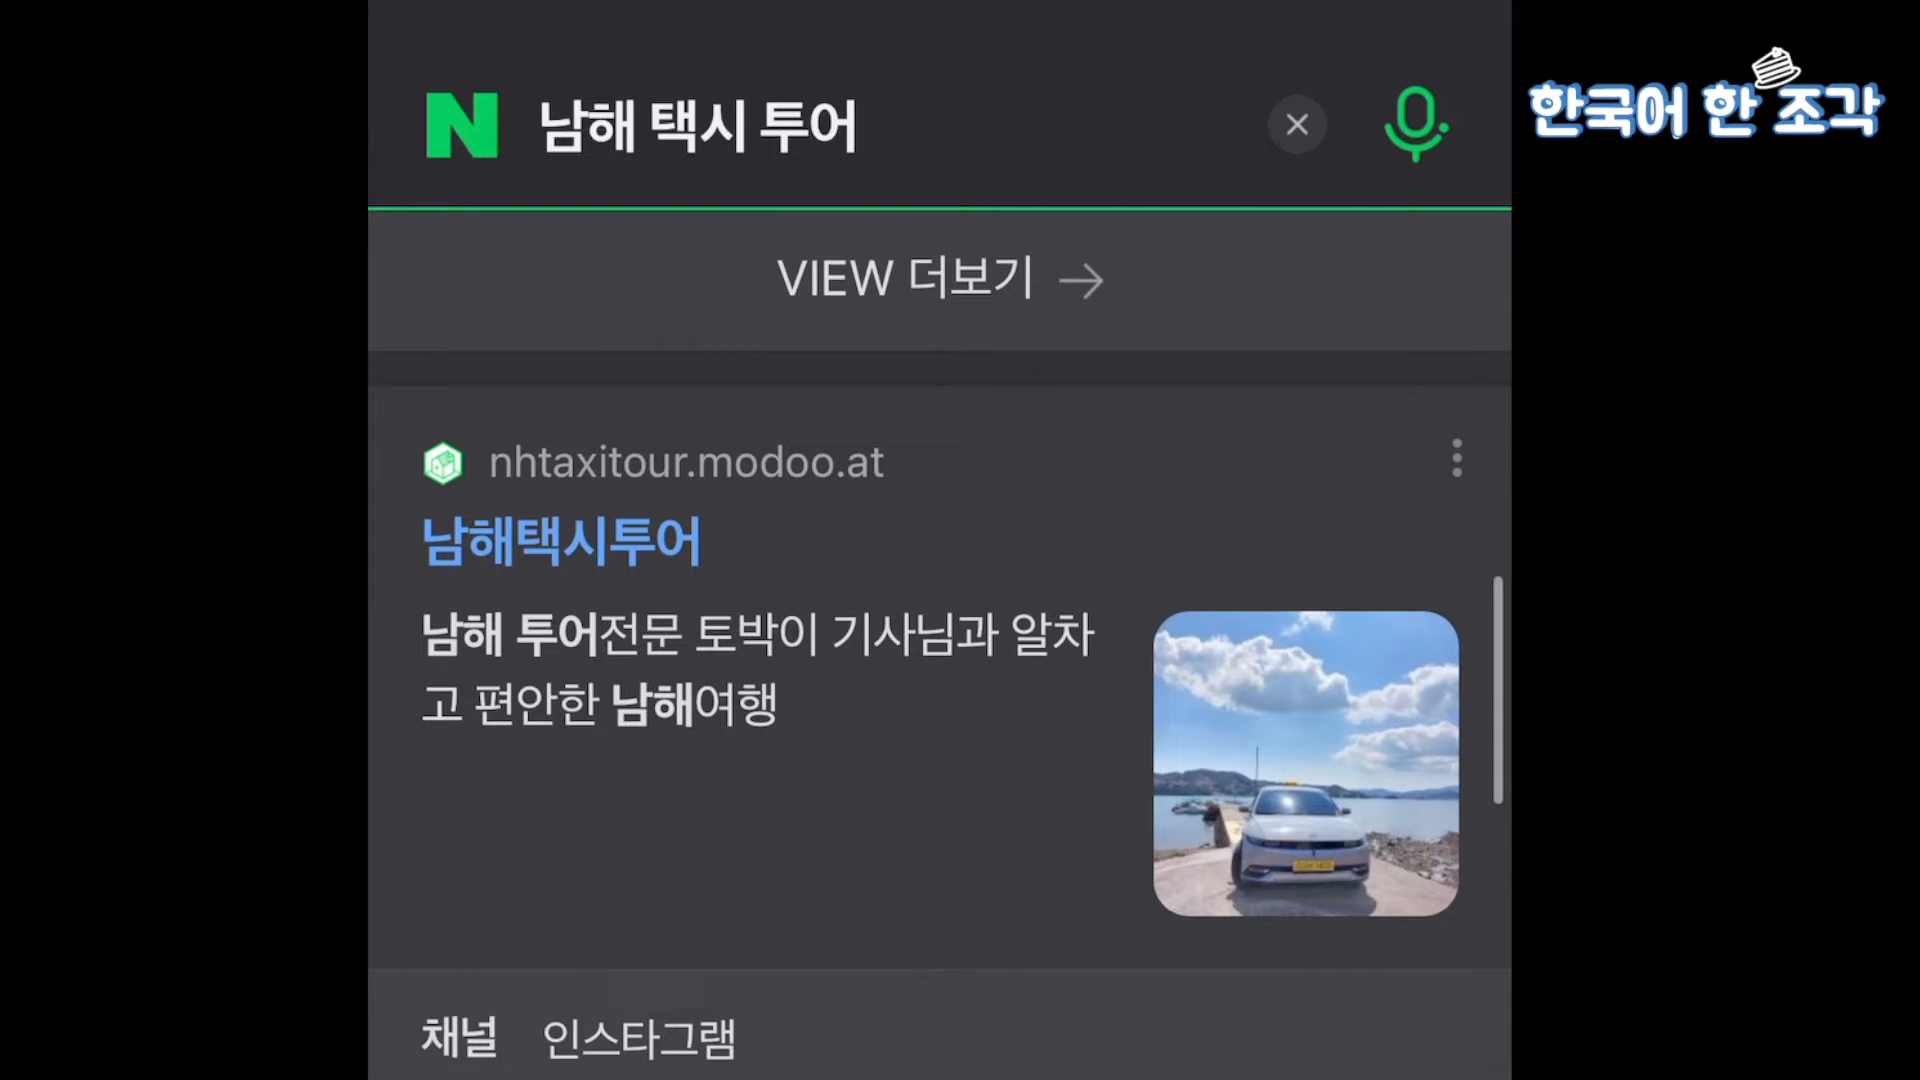 N 남해 택시 투어
한국어 한 조각
VIEW 더보기 →
nhtaxitour.modoo.at
남해택시투어
남해 투어전문 토박이 기사님과 알차
고 편안한 남해여행
채널 인스타그램